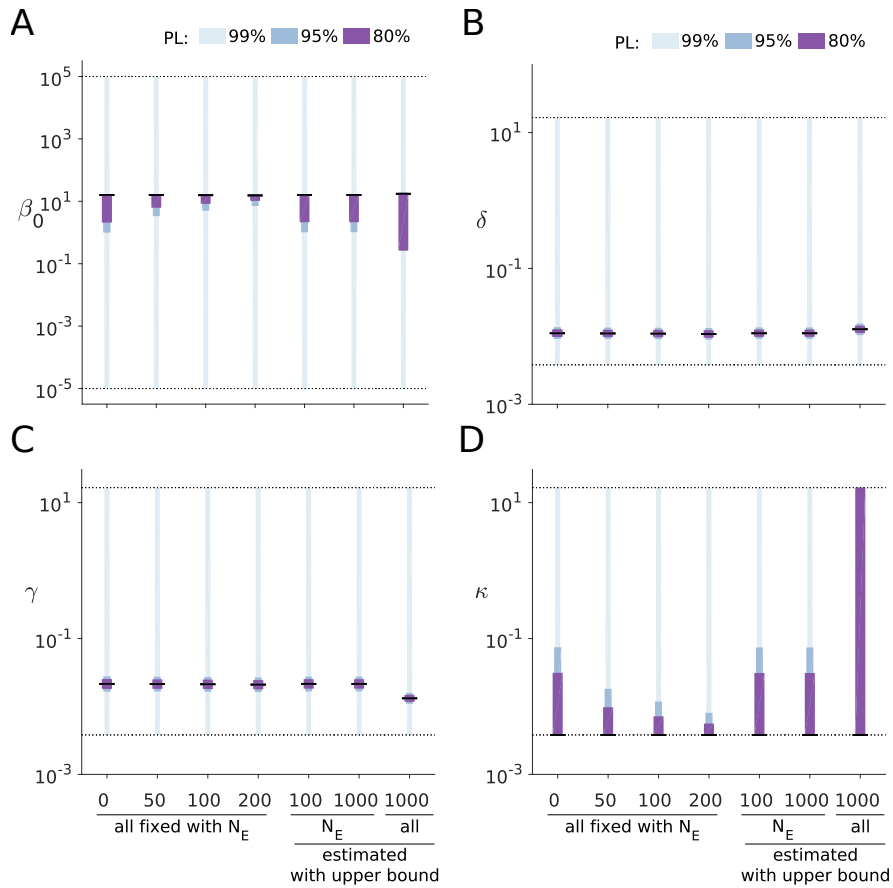 A
PL: 99% 95% 80%
10^5
10^3
10^1
10^-1
10^-3
10^-5
β_0
B
PL: 99% 95% 80%
10^1
10^-1
10^-3
δ
C
10^1
10^-1
10^-3
γ
0 50 100 200 100 1000 1000
all fixed with N_E N_E all
estimated
with upper bound
D
10^1
10^-1
10^-3
κ
0 50 100 200 100 1000 1000
all fixed with N_E N_E all
estimated
with upper bound